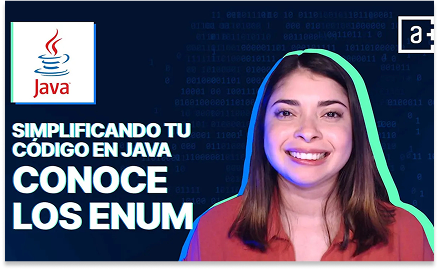 Java
a+
SIMPLIFICANDO TU
CÓDIGO EN JAVA
CONOCE
LOS ENUM